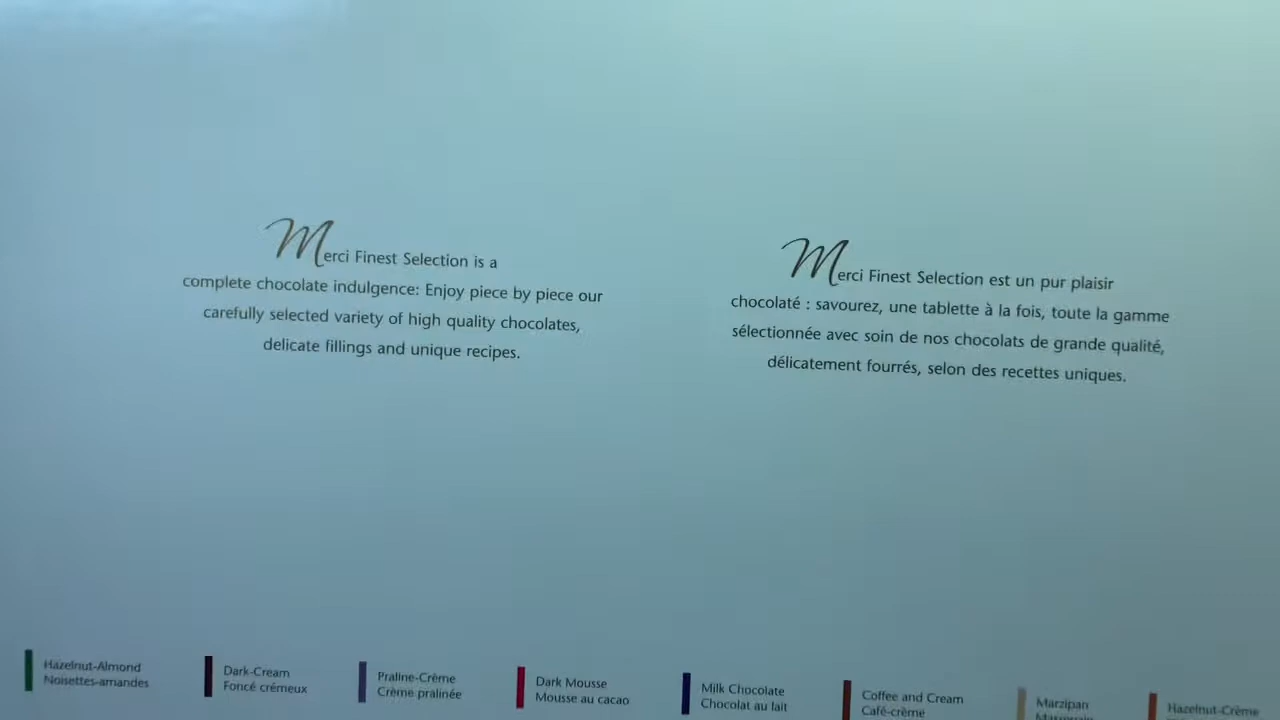 Merci Finest Selection is a
complete chocolate indulgence: Enjoy piece by piece our
carefully selected variety of high quality chocolates,
delicate fillings and unique recipes.
Merci Finest Selection est un pur plaisir
chocolaté : savourez, une tablette à la fois, toute la gamme
sélectionnée avec soin de nos chocolats de grande qualité,
délicatement fourrés, selon des recettes uniques.
Hazelnut-Almond
Noisettes-amandes
Dark-Cream
Foncé crémeux
Praline-Crème
Crème pralinée
Dark Mousse
Mousse au cacao
Milk Chocolate
Chocolat au lait
Coffee and Cream
Café-crème
Marzipan
Hazelnut-Crème